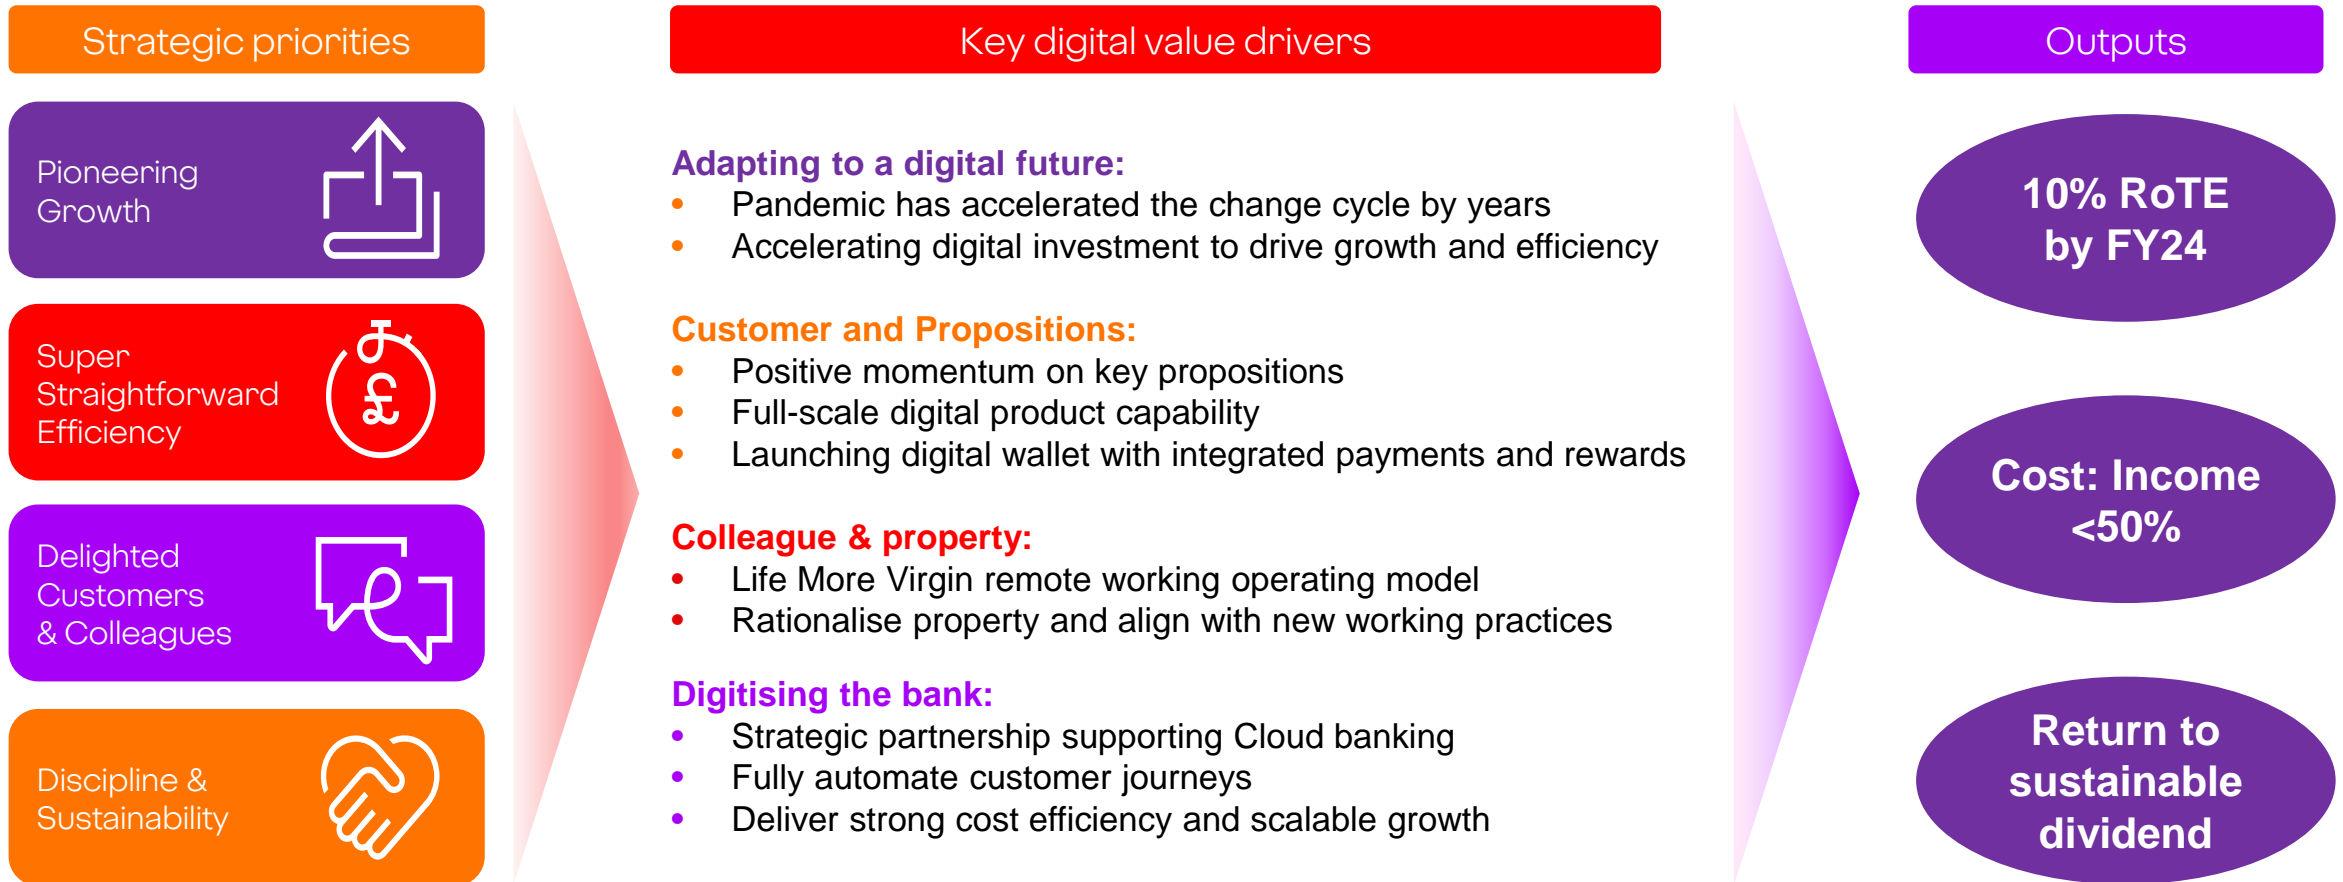 Strategic priorities
Key digital value drivers
Outputs
Pioneering
Growth
Super
Straightforward
Efficiency
£
Delighted
Customers
& Colleagues
Discipline &
Sustainability
Adapting to a digital future:
• Pandemic has accelerated the change cycle by years
• Accelerating digital investment to drive growth and efficiency
Customer and Propositions:
• Positive momentum on key propositions
• Full-scale digital product capability
• Launching digital wallet with integrated payments and rewards
Colleague & property:
• Life More Virgin remote working operating model
• Rationalise property and align with new working practices
Digitising the bank:
• Strategic partnership supporting Cloud banking
• Fully automate customer journeys
• Deliver strong cost efficiency and scalable growth
10% RoTE
by FY24
Cost: Income
<50%
Return to
sustainable
dividend